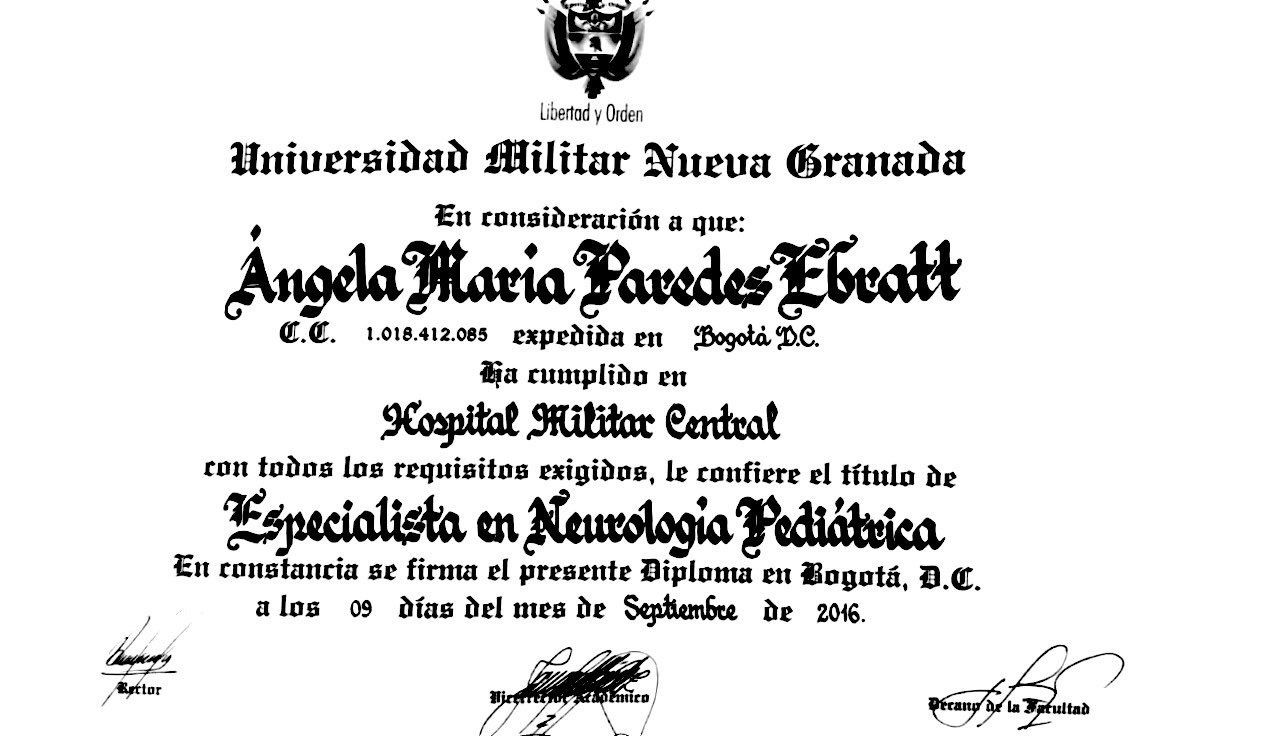 Libertad y Orden
Universidad Militar Nueva Granada
En consideración a que:
Ángela Maria Paredes Ebratt
C.C. 1.018.412.085 expedida en Bogotá D.C.
Ha cumplido en
Hospital Militar Central
con todos los requisitos exigidos, le confiere el título de
Especialista en Neurología Pediátrica
En constancia se firma el presente Diploma en Bogotá, D.C.
a los 09 días del mes de Septiembre de 2016.
Rector
Vicerrector Académico
Decano de la Facultad